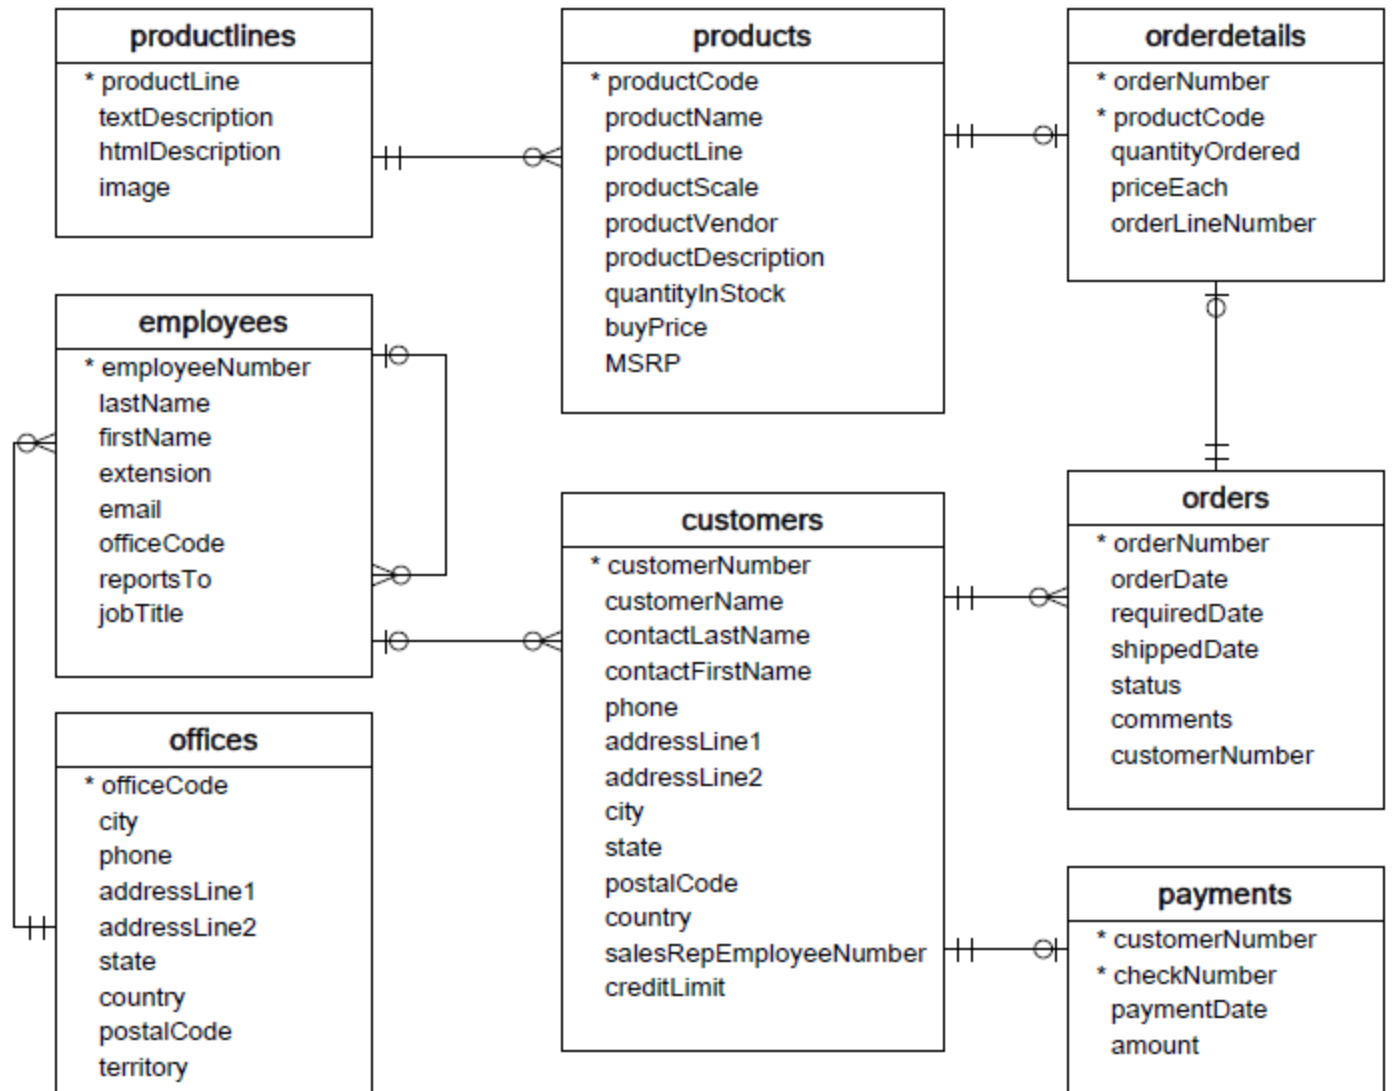 productlines
* productLine
textDescription
htmlDescription
image
products
* productCode
productName
productLine
productScale
productVendor
productDescription
quantityInStock
buyPrice
MSRP
orderdetails
* orderNumber
* productCode
quantityOrdered
priceEach
orderLineNumber
employees
* employeeNumber
lastName
firstName
extension
email
officeCode
reportsTo
jobTitle
customers
* customerNumber
customerName
contactLastName
contactFirstName
phone
addressLine1
addressLine2
city
state
postalCode
country
salesRepEmployeeNumber
creditLimit
orders
* orderNumber
orderDate
requiredDate
shippedDate
status
comments
customerNumber
offices
* officeCode
city
phone
addressLine1
addressLine2
state
country
postalCode
territory
payments
* customerNumber
* checkNumber
paymentDate
amount